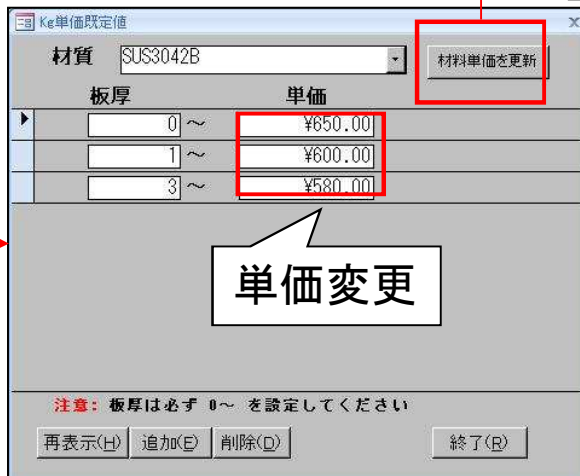 Kg単価既定値
材質 SUS3042B 材料単価を更新
板厚 単価
0 ～ ¥650.00
1 ～ ¥600.00
3 ～ ¥580.00
単価変更
注意: 板厚は必ず 0～ を設定してください
再表示(H) 追加(E) 削除(D) 終了(R)